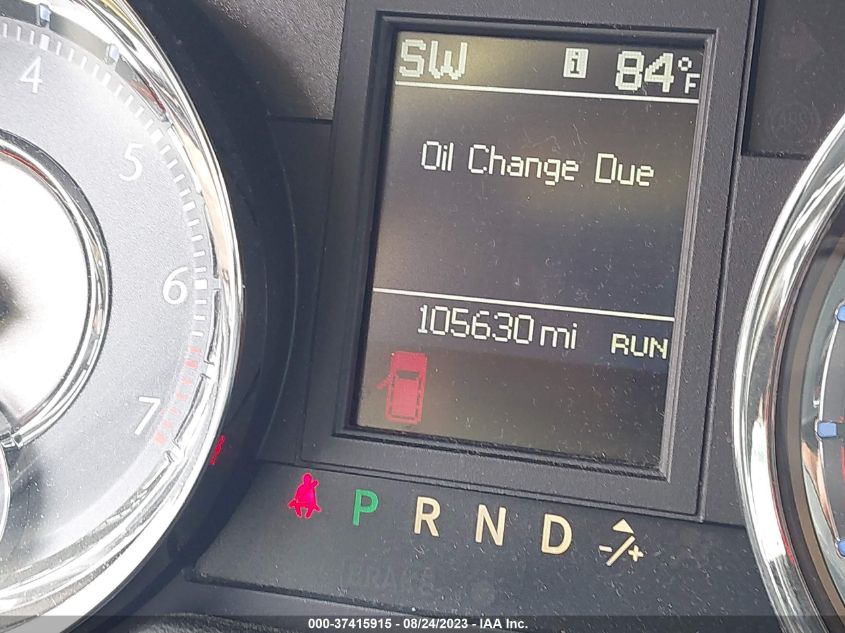 SW i 84°F
Oil Change Due
105630 mi RUN
4
5
6
7
P R N D -/+
BRAKE
000-37415915 - 08/24/2023 - IAA Inc.